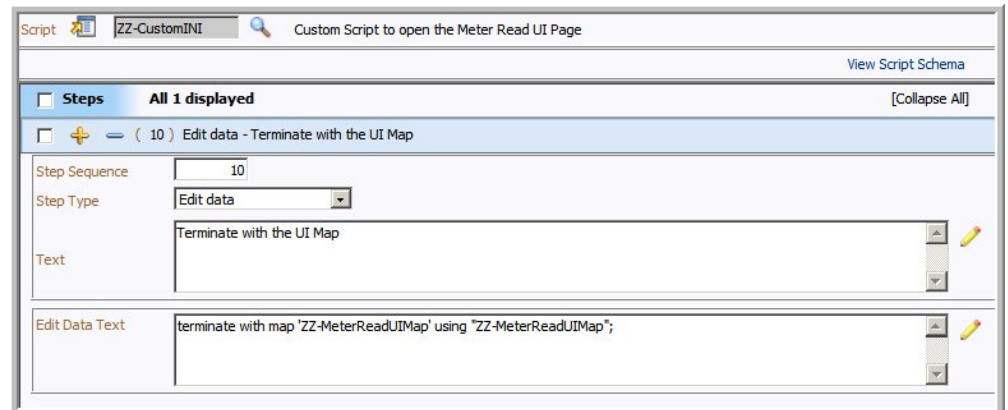 Script ZZ-CustomINI Custom Script to open the Meter Read UI Page
View Script Schema
Steps All 1 displayed [Collapse All]
( 10 ) Edit data - Terminate with the UI Map
Step Sequence 10
Step Type Edit data
Terminate with the UI Map
Text
Edit Data Text terminate with map 'ZZ-MeterReadUIMap' using "ZZ-MeterReadUIMap";